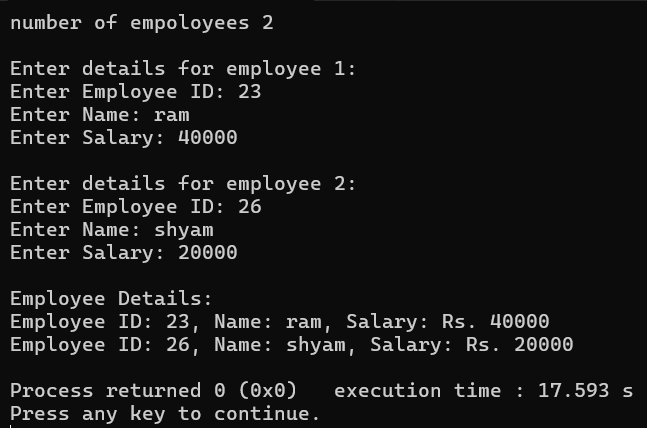 number of empoloyees 2
Enter details for employee 1:
Enter Employee ID: 23
Enter Name: ram
Enter Salary: 40000
Enter details for employee 2:
Enter Employee ID: 26
Enter Name: shyam
Enter Salary: 20000
Employee Details:
Employee ID: 23, Name: ram, Salary: Rs. 40000
Employee ID: 26, Name: shyam, Salary: Rs. 20000
Process returned 0 (0x0)   execution time : 17.593 s
Press any key to continue.